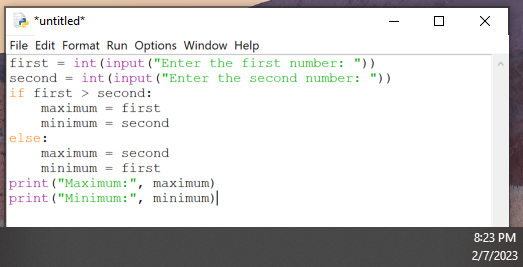 *untitled*
File Edit Format Run Options Window Help
first = int(input("Enter the first number: "))
second = int(input("Enter the second number: "))
if first > second:
    maximum = first
    minimum = second
else:
    maximum = second
    minimum = first
print("Maximum:", maximum)
print("Minimum:", minimum)
8:23 PM
2/7/2023